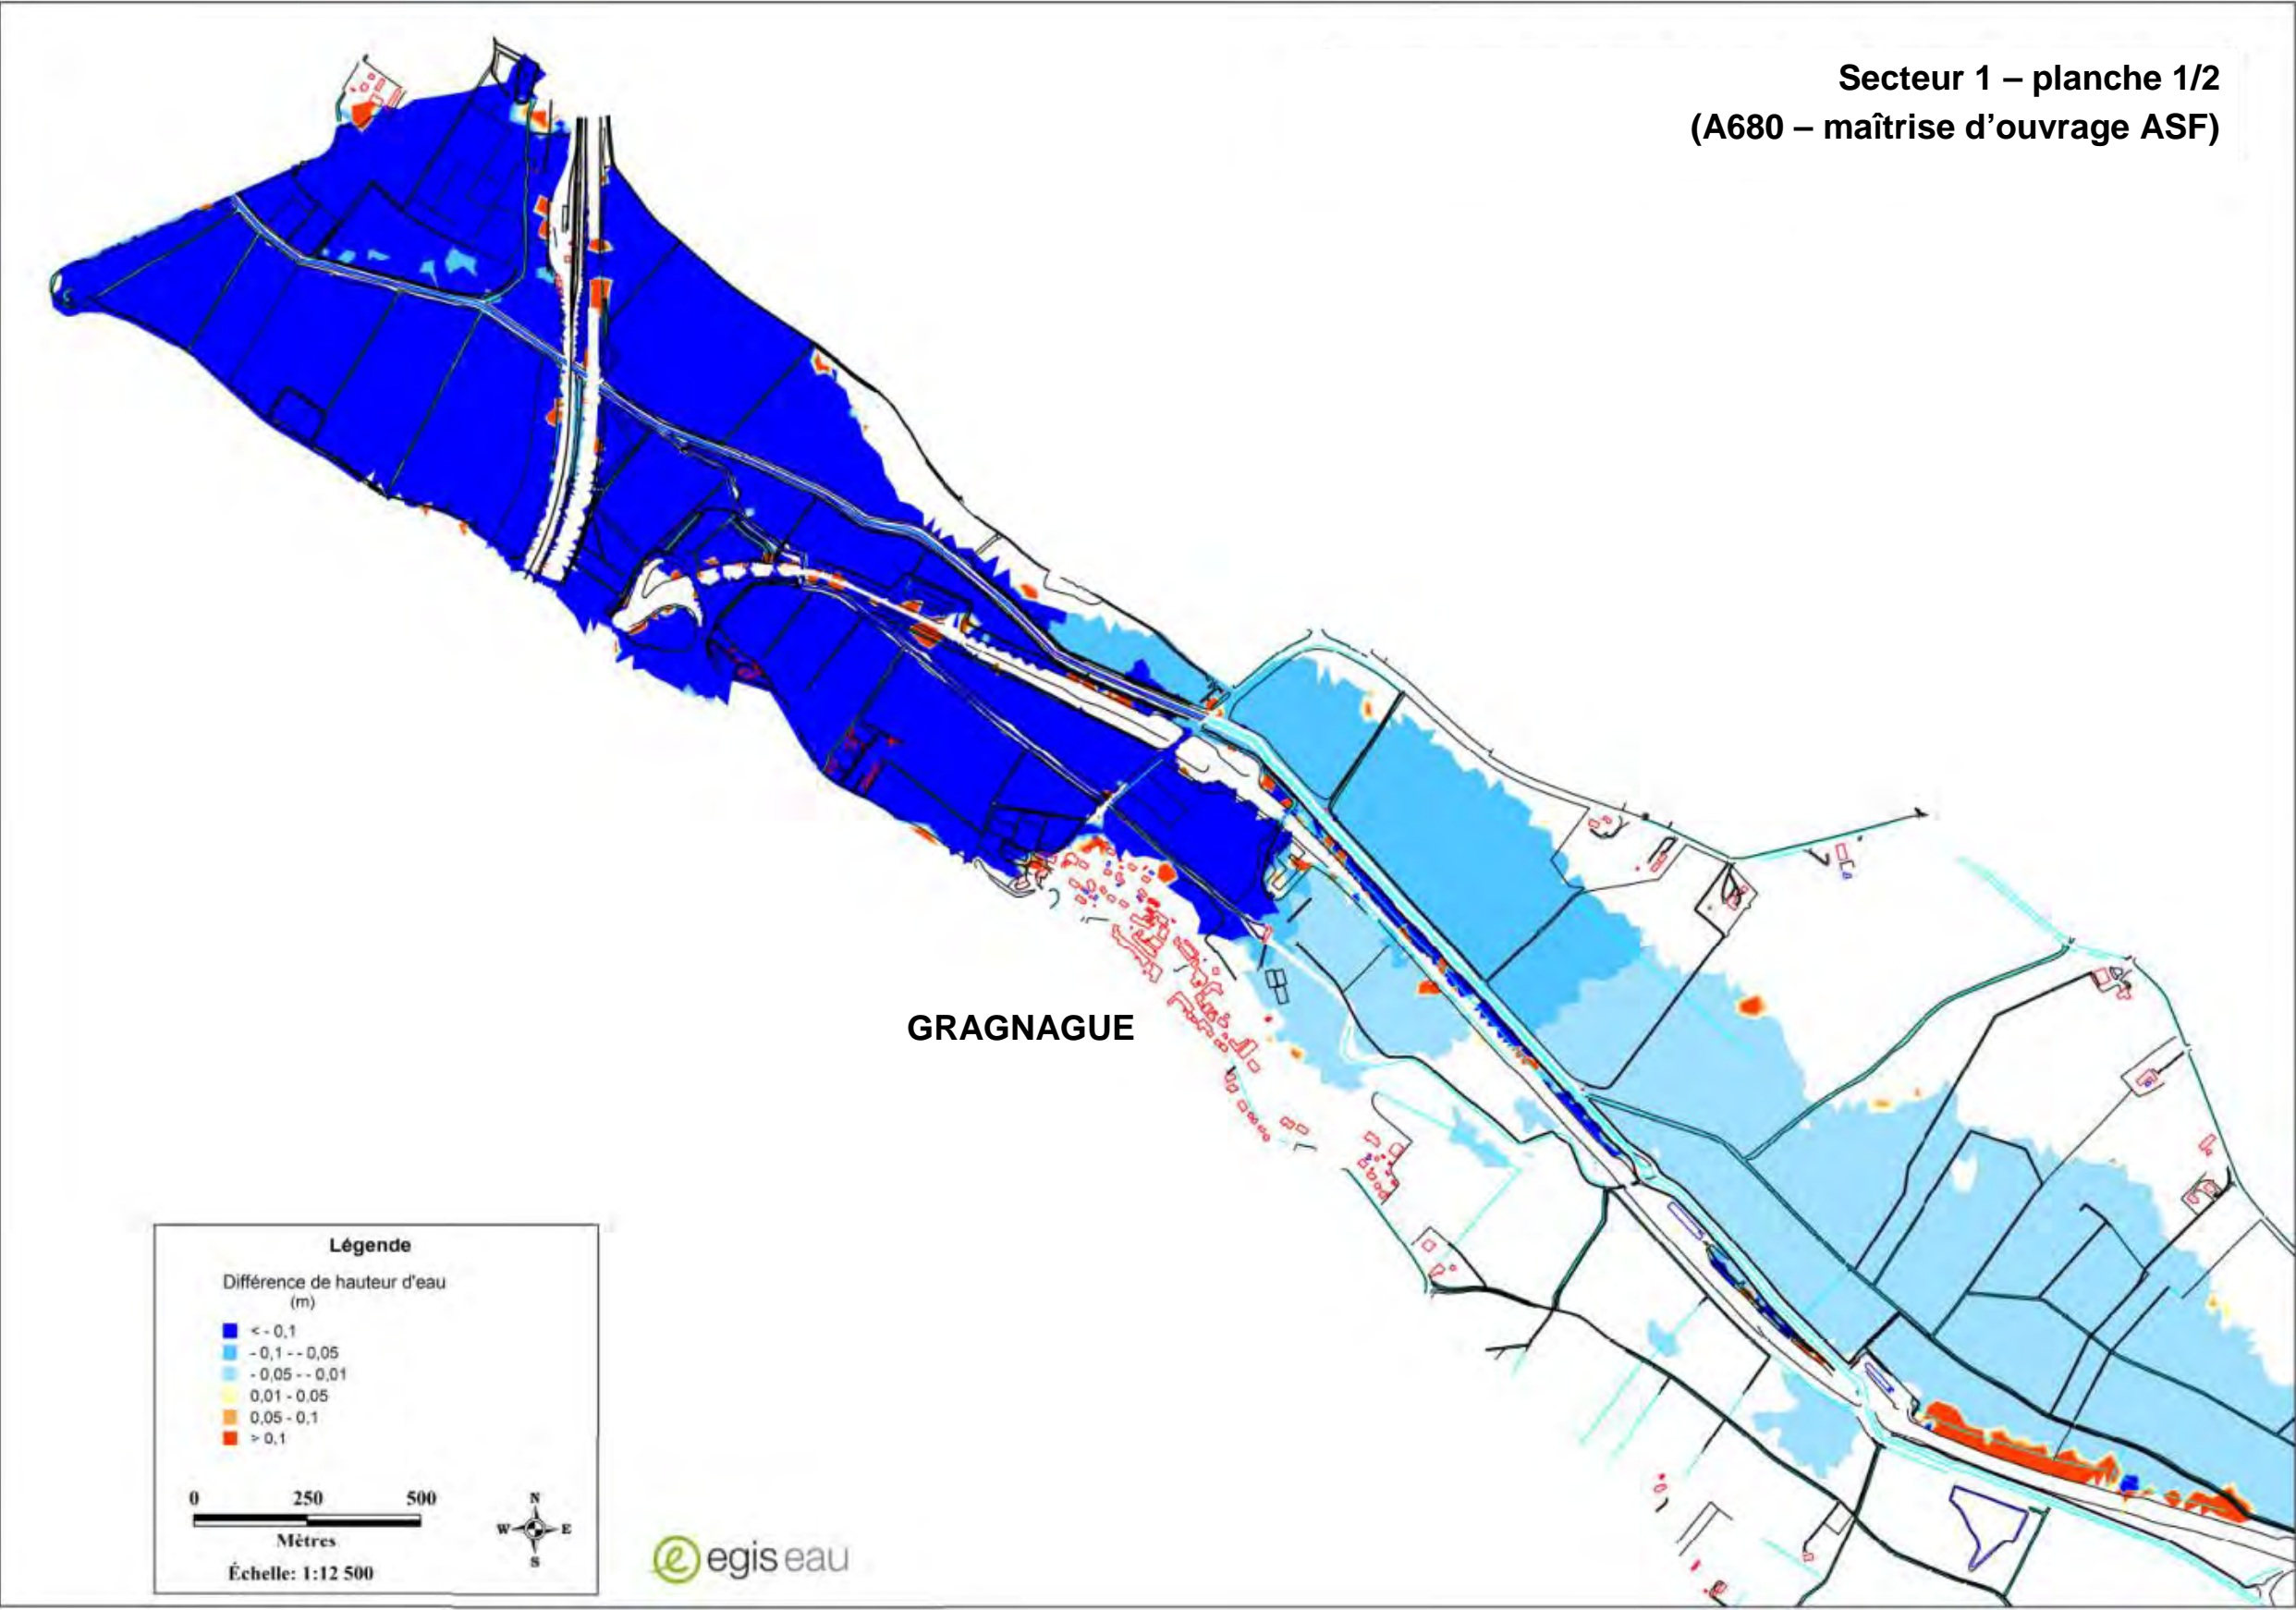 Secteur 1 – planche 1/2
(A680 – maîtrise d'ouvrage ASF)
GRAGNAGUE
Légende
Différence de hauteur d'eau
(m)
< - 0,1
- 0,1 - - 0,05
- 0,05 - - 0,01
0,01 - 0,05
0,05 - 0,1
> 0,1
0 250 500
Mètres
Échelle: 1:12 500
N
W E
S
e egis eau